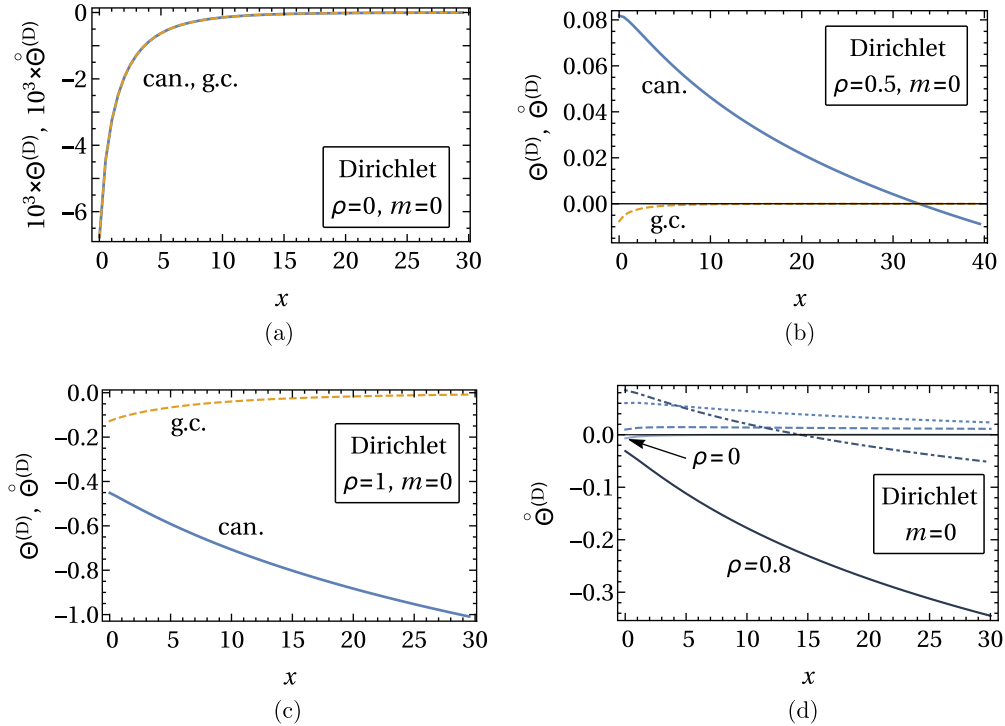 10³×Θ⁽ᴰ⁾, 10³×Θ̊⁽ᴰ⁾
0
−2
−4
−6
can., g.c.
Dirichlet
ρ=0, m=0
0 5 10 15 20 25 30
x
(a)
Θ⁽ᴰ⁾, Θ̊⁽ᴰ⁾
0.08
0.06
0.04
0.02
0.00
can.
g.c.
Dirichlet
ρ=0.5, m=0
0 10 20 30 40
x
(b)
Θ⁽ᴰ⁾, Θ̊⁽ᴰ⁾
0.0
−0.2
−0.4
−0.6
−0.8
−1.0
g.c.
can.
Dirichlet
ρ=1, m=0
0 5 10 15 20 25 30
x
(c)
Θ̊⁽ᴰ⁾
0.0
−0.1
−0.2
−0.3
ρ=0
ρ=0.8
Dirichlet
m=0
0 5 10 15 20 25 30
x
(d)